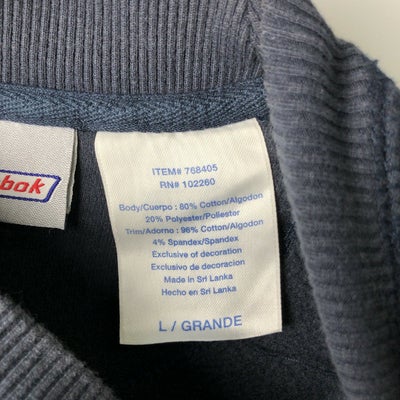 bok
ITEM# 768405
RN# 102260
Body/Cuerpo : 80% Cotton/Algodon
20% Polyester/Poliester
Trim/Adorno : 96% Cotton/Algodon
4% Spandex/Spandex
Exclusive of decoration
Exclusivo de decoracion
Made in Sri Lanka
Hecho en Sri Lanka
L / GRANDE